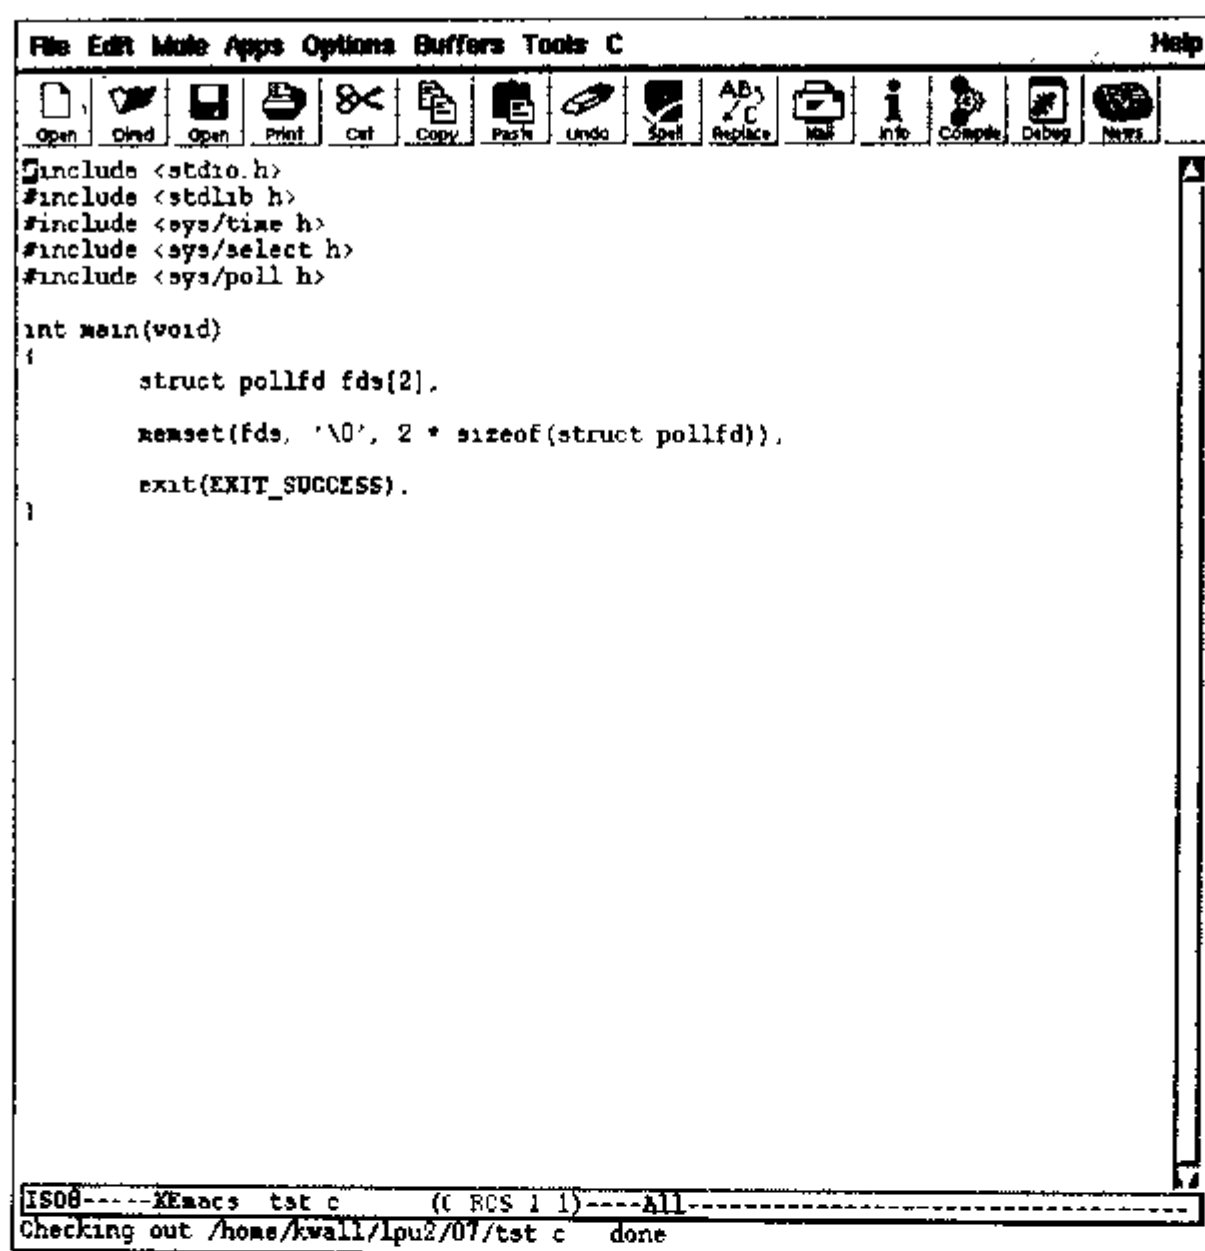 File Edit Mule Apps Options Buffers Tools C Help
Open Dired Open Print Cut Copy Paste Undo Spell Replace Mail Info Compile Debug News
#include <stdio.h>
#include <stdlib h>
#include <sys/time h>
#include <sys/select h>
#include <sys/poll h>
int main(void)
{
struct pollfd fds[2],
memset(fds, '\0', 2 * sizeof(struct pollfd)),
exit(EXIT_SUCCESS).
}
ISO8-----XEmacs tst c (C RCS 1 1)----All----------------------------------
Checking out /home/kwall/lpu2/07/tst c done